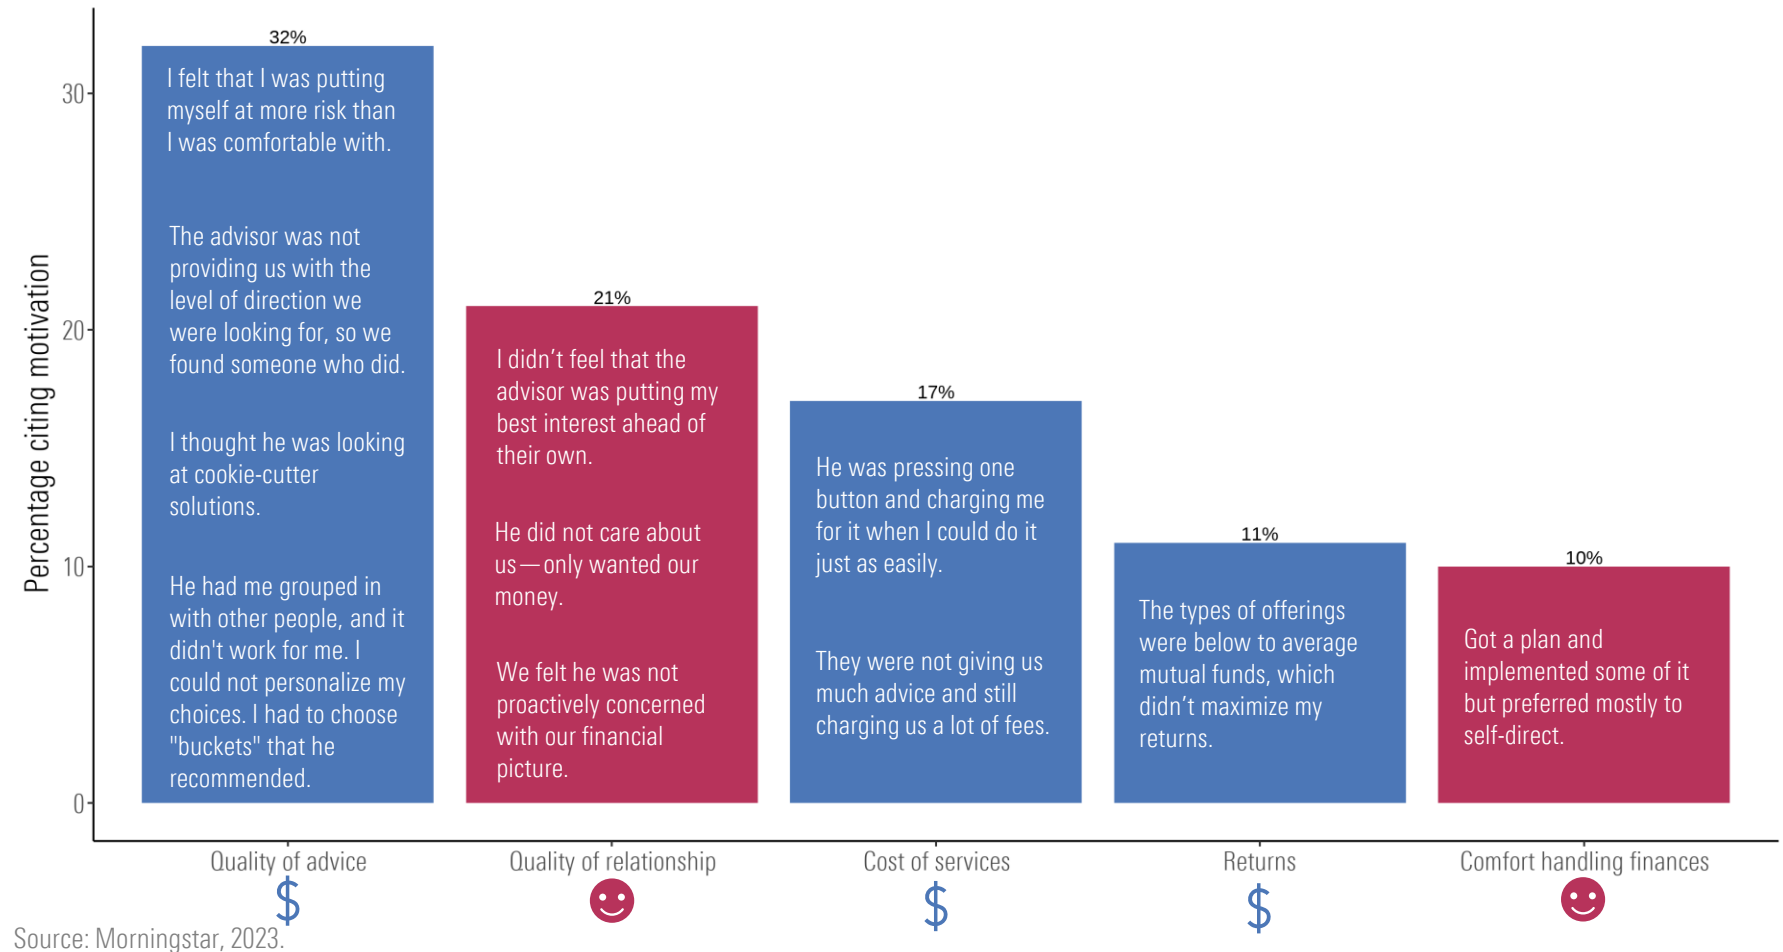 32%
I felt that I was putting
myself at more risk than
I was comfortable with.
The advisor was not
providing us with the
level of direction we
were looking for, so we
found someone who did.
I thought he was looking
at cookie-cutter
solutions.
He had me grouped in
with other people, and it
didn't work for me. I
could not personalize my
choices. I had to choose
"buckets" that he
recommended.
21%
I didn’t feel that the
advisor was putting my
best interest ahead of
their own.
He did not care about
us—only wanted our
money.
We felt he was not
proactively concerned
with our financial
picture.
17%
He was pressing one
button and charging me
for it when I could do it
just as easily.
They were not giving us
much advice and still
charging us a lot of fees.
11%
The types of offerings
were below to average
mutual funds, which
didn’t maximize my
returns.
10%
Got a plan and
implemented some of it
but preferred mostly to
self-direct.
Percentage citing motivation
30
20
10
0
Quality of advice
Quality of relationship
Cost of services
Returns
Comfort handling finances
$
$
$
Source: Morningstar, 2023.